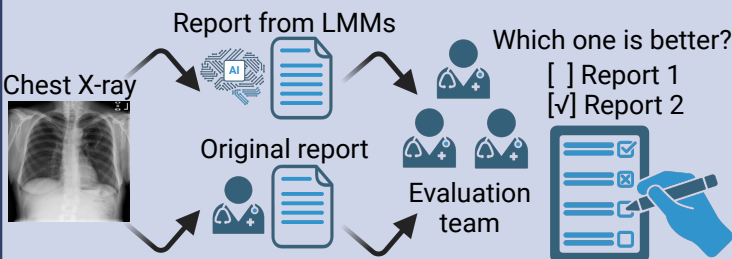 Report from LMMs
AI
Chest X-ray
Original report
Evaluation
team
Which one is better?
[ ] Report 1
[√] Report 2